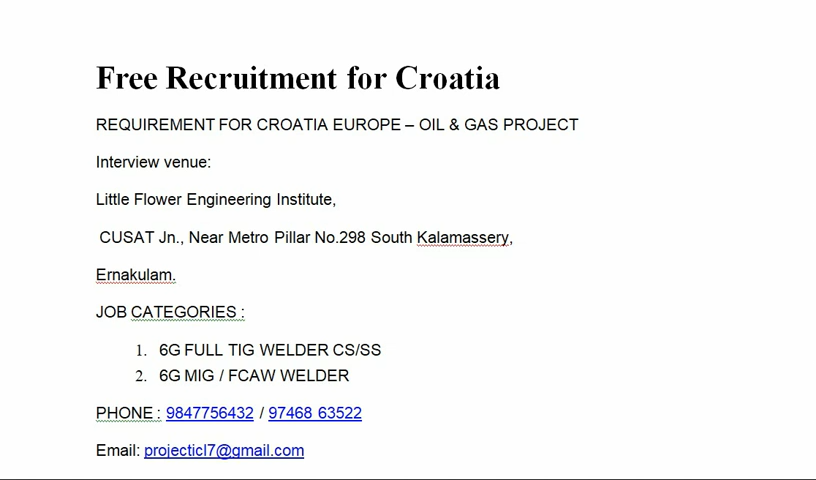 Free Recruitment for Croatia
REQUIREMENT FOR CROATIA EUROPE – OIL & GAS PROJECT
Interview venue:
Little Flower Engineering Institute,
CUSAT Jn., Near Metro Pillar No.298 South Kalamassery,
Ernakulam.
JOB CATEGORIES :
1. 6G FULL TIG WELDER CS/SS
2. 6G MIG / FCAW WELDER
PHONE : 9847756432 / 97468 63522
Email: projecticl7@gmail.com